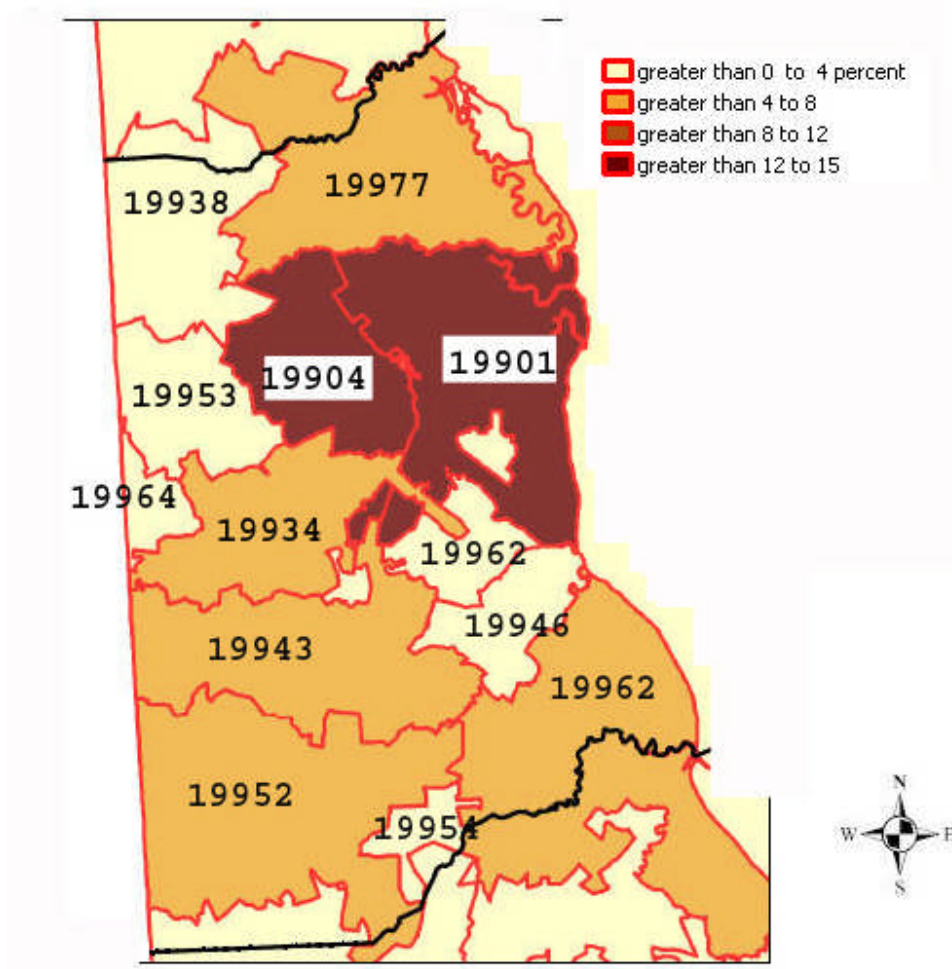 greater than 0 to 4 percent
greater than 4 to 8
greater than 8 to 12
greater than 12 to 15
19977
19938
19901
19904
19953
19964
19934
19962
19946
19943
19962
19952
19954
N
W E
S